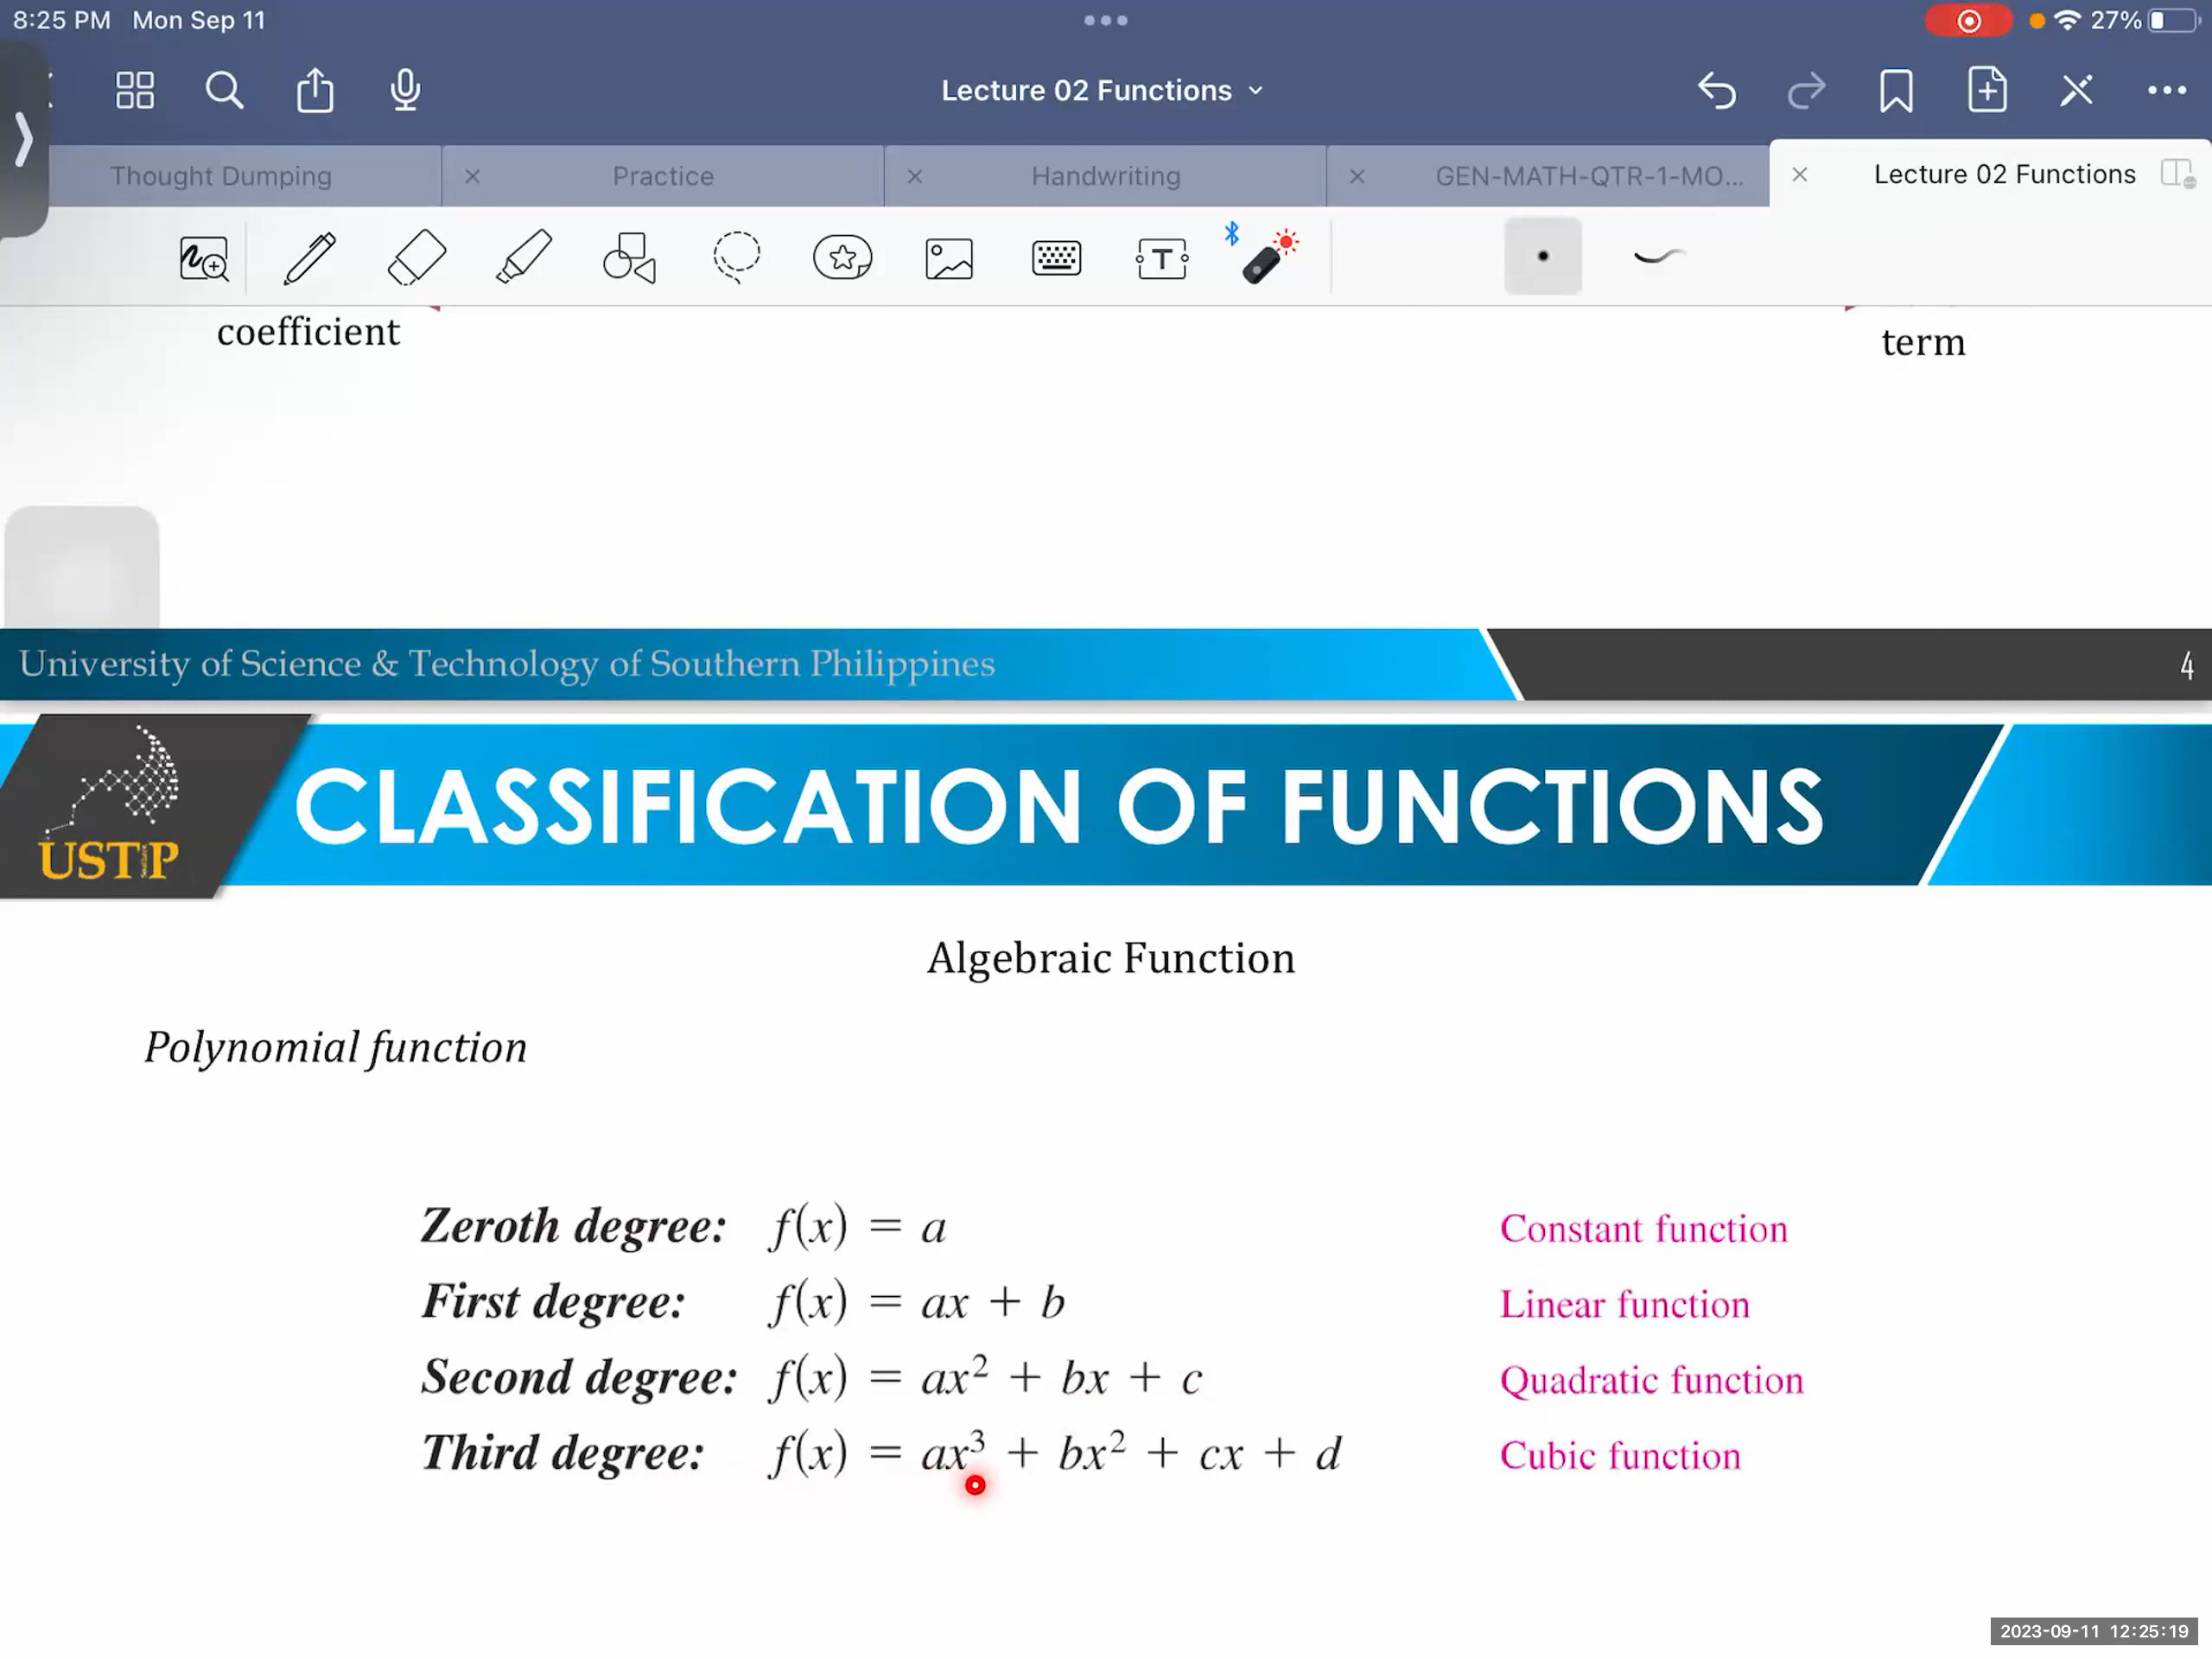 8:25 PM Mon Sep 11
27%
Lecture 02 Functions
Thought Dumping
Practice
Handwriting
GEN-MATH-QTR-1-MO...
Lecture 02 Functions
T
coefficient
term
University of Science & Technology of Southern Philippines
4
USTP
CLASSIFICATION OF FUNCTIONS
Algebraic Function
Polynomial function
Zeroth degree: f(x) = a Constant function
First degree: f(x) = ax + b Linear function
Second degree: f(x) = ax² + bx + c Quadratic function
Third degree: f(x) = ax³ + bx² + cx + d Cubic function
2023-09-11 12:25:19